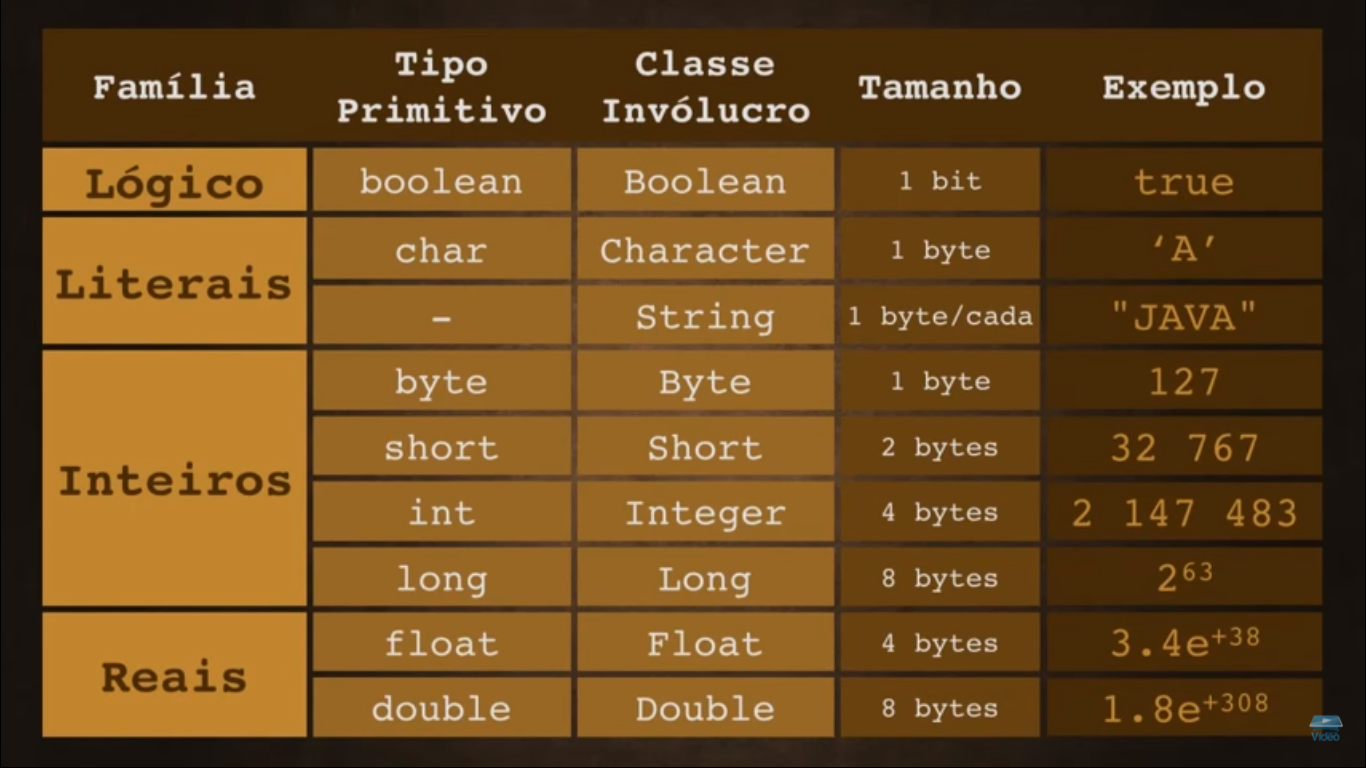 Família Tipo Primitivo Classe Invólucro Tamanho Exemplo
Lógico boolean Boolean 1 bit true
Literais char Character 1 byte ‘A’
– String 1 byte/cada "JAVA"
Inteiros byte Byte 1 byte 127
short Short 2 bytes 32 767
int Integer 4 bytes 2 147 483
long Long 8 bytes 2⁶³
Reais float Float 4 bytes 3.4e⁺³⁸
double Double 8 bytes 1.8e⁺³⁰⁸
Vídeo